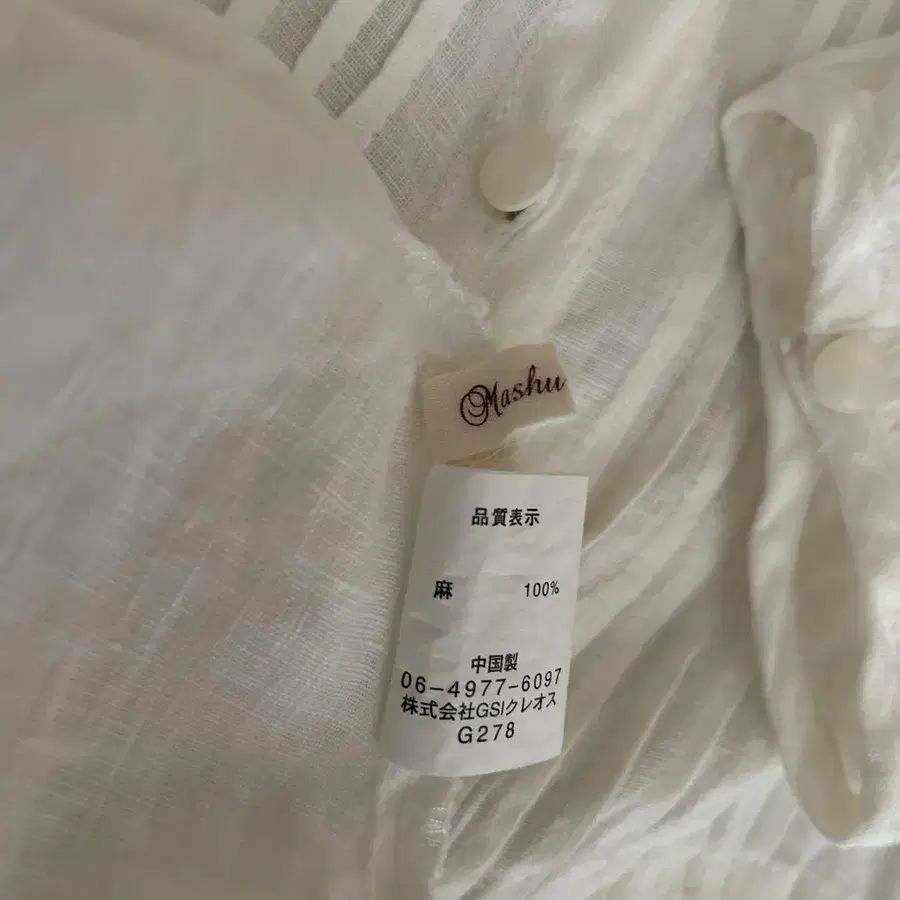 Mashu
品質表示
麻 100%
中国製
06-4977-6097
株式会社GSIクレオス
G278